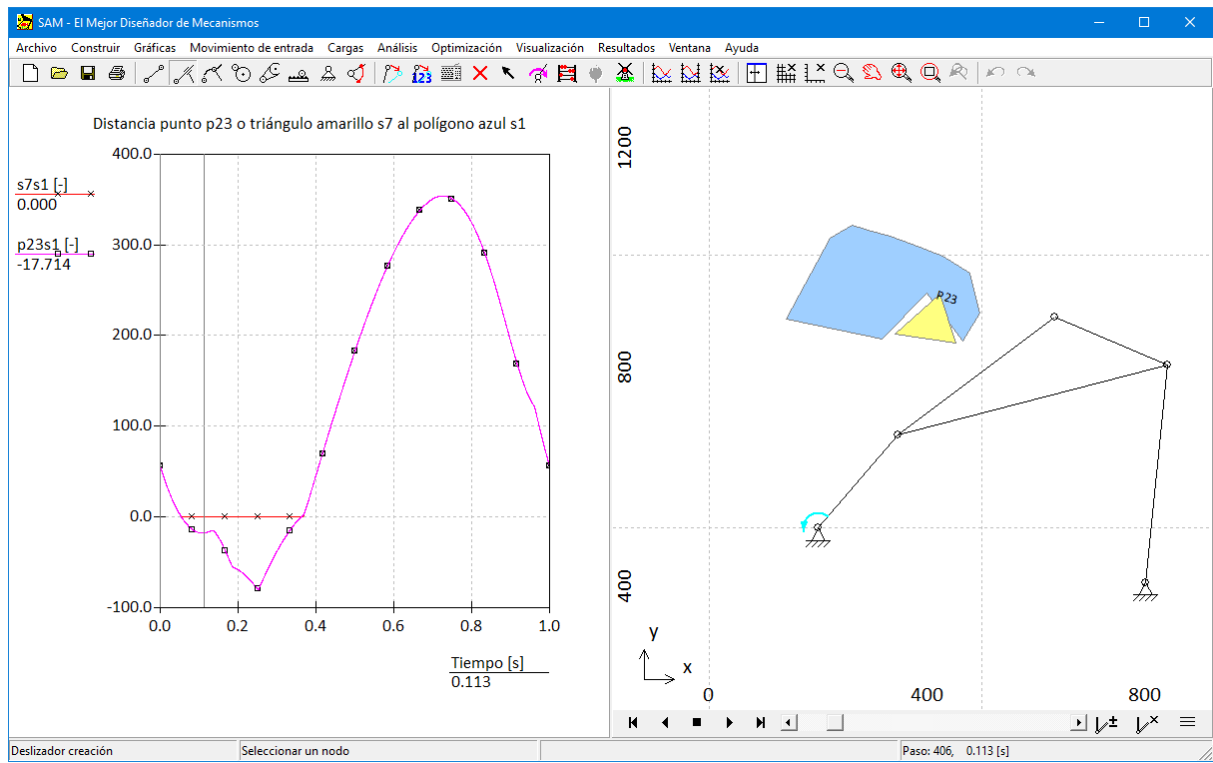 SAM - El Mejor Diseñador de Mecanismos
Archivo Construir Gráficas Movimiento de entrada Cargas Análisis Optimización Visualización Resultados Ventana Ayuda
123
Distancia punto p23 o triángulo amarillo s7 al polígono azul s1
s7s1 [-]
0.000
p23s1 [-]
-17.714
400.0
300.0
200.0
100.0
0.0
-100.0
0.0 0.2 0.4 0.6 0.8 1.0
Tiempo [s]
0.113
1200
800
400
P23
y
x
0 400 800
Deslizador creación
Seleccionar un nodo
Paso: 406, 0.113 [s]